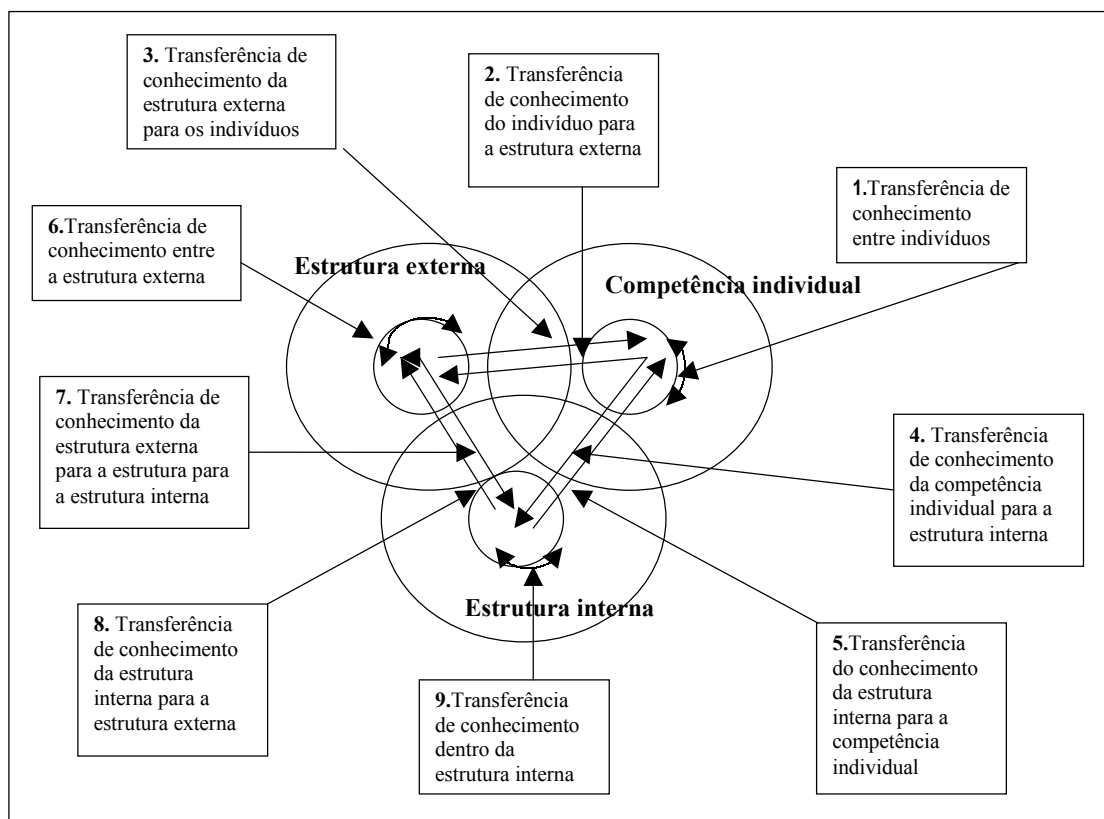 3. Transferência de
conhecimento da
estrutura externa
para os indivíduos
2. Transferência
de conhecimento
do indivíduo para
a estrutura externa
1.Transferência de
conhecimento
entre indivíduos
6.Transferência de
conhecimento entre
a estrutura externa
Estrutura externa
Competência individual
7. Transferência de
conhecimento da
estrutura externa
para a estrutura para
a estrutura interna
4. Transferência
de conhecimento
da competência
individual para a
estrutura interna
Estrutura interna
8. Transferência
de conhecimento
da estrutura
interna para a
estrutura externa
9.Transferência
de conhecimento
dentro da
estrutura interna
5.Transferência
do conhecimento
da estrutura
interna para a
competência
individual